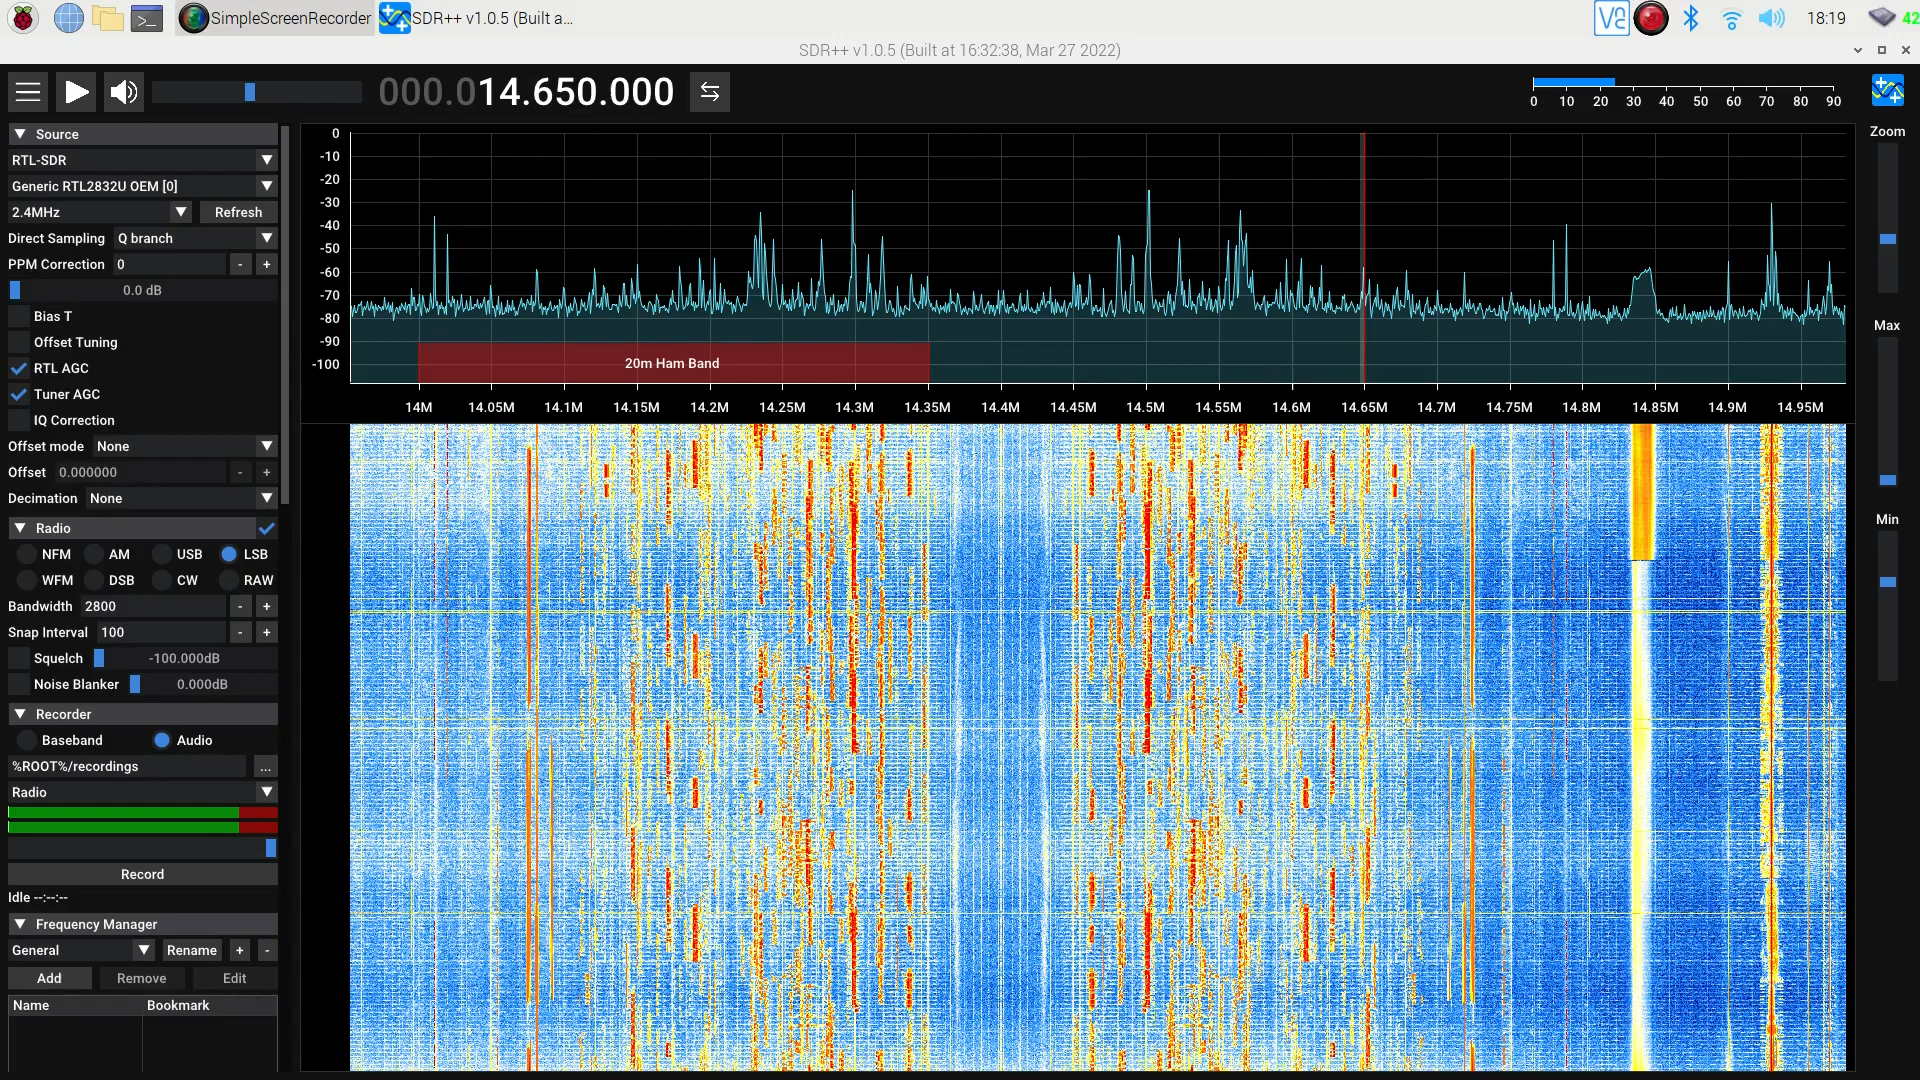 SimpleScreenRecorder
SDR++ v1.0.5 (Built a...
18:19
42
SDR++ v1.0.5 (Built at 16:32:38, Mar 27 2022)
000.014.650.000
0 10 20 30 40 50 60 70 80 90
Source
RTL-SDR
Generic RTL2832U OEM [0]
2.4MHz
Refresh
Direct Sampling Q branch
PPM Correction 0 - +
0.0 dB
Bias T
Offset Tuning
RTL AGC
Tuner AGC
IQ Correction
Offset mode None
Offset 0.000000 - +
Decimation None
Radio
NFM AM USB LSB
WFM DSB CW RAW
Bandwidth 2800 - +
Snap Interval 100 - +
Squelch -100.000dB
Noise Blanker 0.000dB
Recorder
Baseband Audio
%ROOT%/recordings ...
Radio
Record
Idle --:--:--
Frequency Manager
General Rename + -
Add Remove Edit
Name Bookmark
0
-10
-20
-30
-40
-50
-60
-70
-80
-90
-100
20m Ham Band
14M 14.05M 14.1M 14.15M 14.2M 14.25M 14.3M 14.35M 14.4M 14.45M 14.5M 14.55M 14.6M 14.65M 14.7M 14.75M 14.8M 14.85M 14.9M 14.95M
Zoom
Max
Min